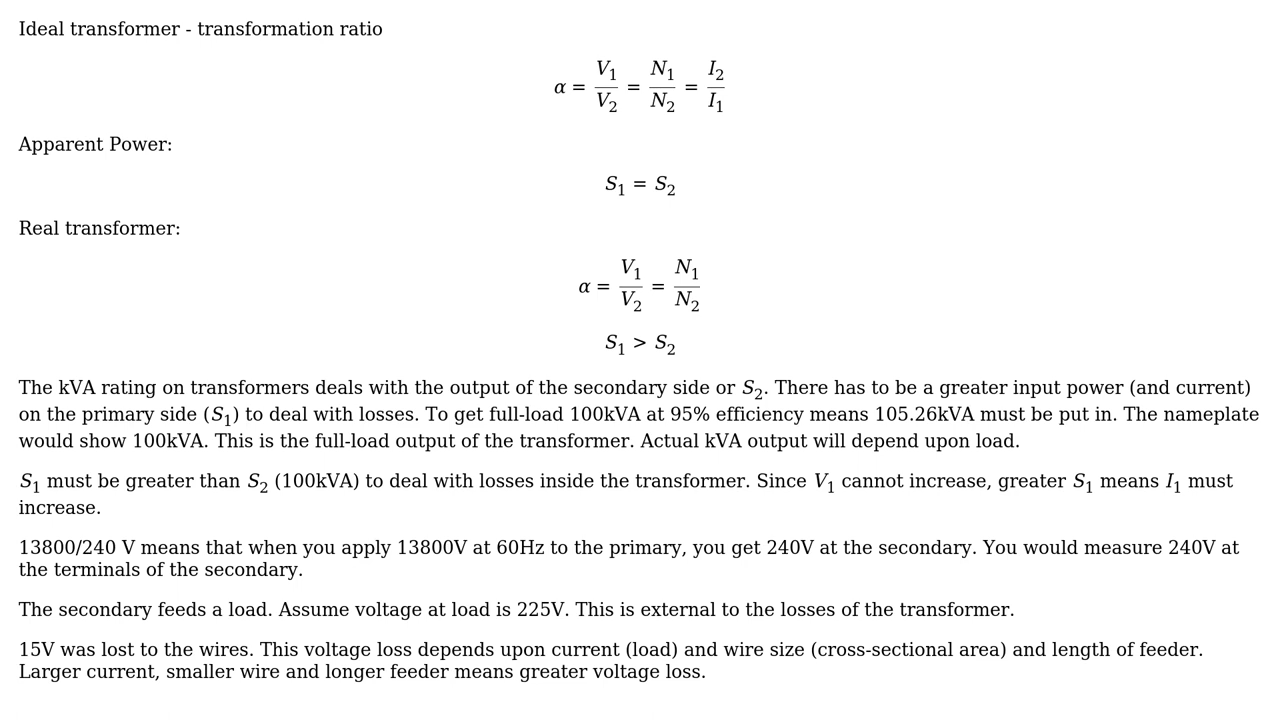 Ideal transformer - transformation ratio
α = V1/V2 = N1/N2 = I2/I1
Apparent Power:
S1 = S2
Real transformer:
α = V1/V2 = N1/N2
S1 > S2
The kVA rating on transformers deals with the output of the secondary side or S2. There has to be a greater input power (and current)
on the primary side (S1) to deal with losses. To get full-load 100kVA at 95% efficiency means 105.26kVA must be put in. The nameplate
would show 100kVA. This is the full-load output of the transformer. Actual kVA output will depend upon load.
S1 must be greater than S2 (100kVA) to deal with losses inside the transformer. Since V1 cannot increase, greater S1 means I1 must
increase.
13800/240 V means that when you apply 13800V at 60Hz to the primary, you get 240V at the secondary. You would measure 240V at
the terminals of the secondary.
The secondary feeds a load. Assume voltage at load is 225V. This is external to the losses of the transformer.
15V was lost to the wires. This voltage loss depends upon current (load) and wire size (cross-sectional area) and length of feeder.
Larger current, smaller wire and longer feeder means greater voltage loss.